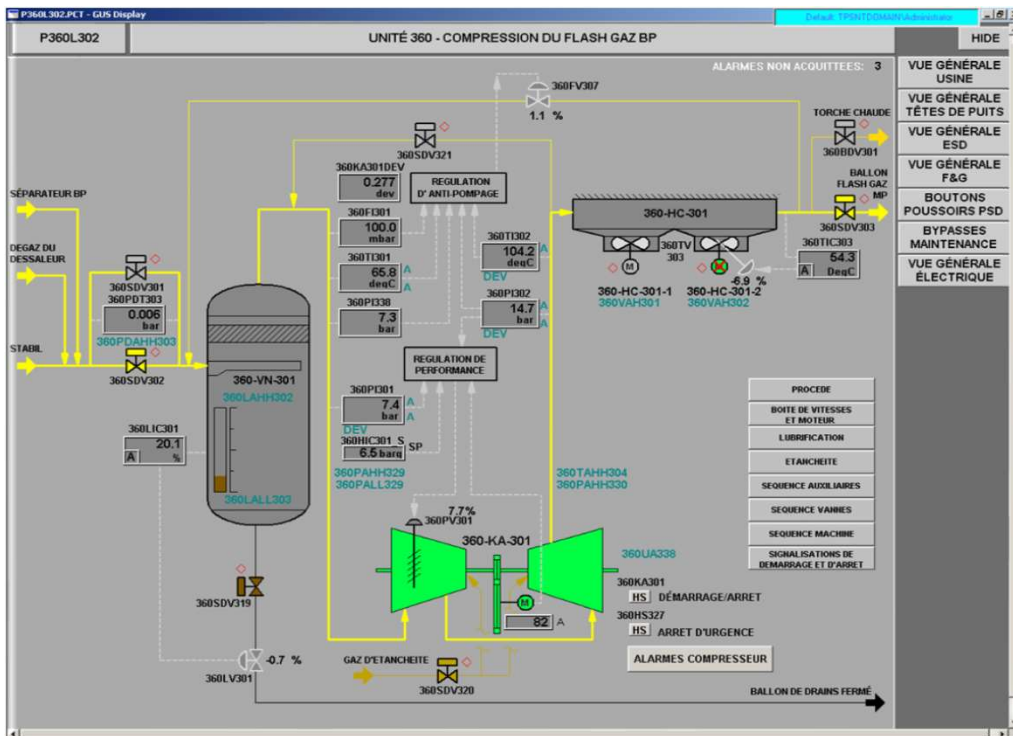 P360L302.PCT - GUS Display
Default: TPSNTDOMAIN\Administrator
P360L302
UNITÉ 360 - COMPRESSION DU FLASH GAZ BP
HIDE
ALARMES NON ACQUITTEES: 3
VUE GÉNÉRALE
USINE
VUE GÉNÉRALE
TÊTES DE PUITS
VUE GÉNÉRALE
ESD
VUE GÉNÉRALE
F&G
BOUTONS
POUSSOIRS PSD
BYPASSES
MAINTENANCE
VUE GÉNÉRALE
ÉLECTRIQUE
360FV307
1.1 %
TORCHE CHAUDE
360BDV301
BALLON
FLASH GAZ
MP
360SDV303
360SDV321
360KA301DEV
0.277
dev
REGULATION
D' ANTI-POMPAGE
360FI301
100.0
mbar
360TI301
65.8
degC
A
A
360PI338
7.3
bar
360TI302
104.2
degC
A
A
DEV
360PI302
14.7
bar
A
A
DEV
360-HC-301
360TV
303
M
360-HC-301-1
360VAH301
360-HC-301-2
360VAH302
-6.9 %
360TIC303
54.3
A
DegC
SÉPARATEUR BP
DEGAZ DU
DESSALEUR
STABIL
360SDV301
360PDT303
0.006
bar
360PDAHH303
360SDV302
360-VN-301
360LAHH302
360LALL303
360LIC301
20.1
A
%
REGULATION DE
PERFORMANCE
360PI301
7.4
bar
A
A
DEV
360HIC301_S
6.5 barg
SP
360PAHH329
360PALL329
360TAHH304
360PAHH330
7.7%
360PV301
360-KA-301
360UA338
M
82 A
360KA301
HS
DÉMARRAGE/ARRET
360HS327
HS
ARRET D'URGENCE
ALARMES COMPRESSEUR
PROCEDE
BOITE DE VITESSES
ET MOTEUR
LUBRIFICATION
ETANCHEITE
SEQUENCE AUXILIAIRES
SEQUENCE VANNES
SEQUENCE MACHINE
SIGNALISATIONS DE
DEMARRAGE ET D'ARRET
360SDV319
-0.7 %
360LV301
GAZ D'ETANCHEITE
360SDV320
BALLON DE DRAINS FERMÉ